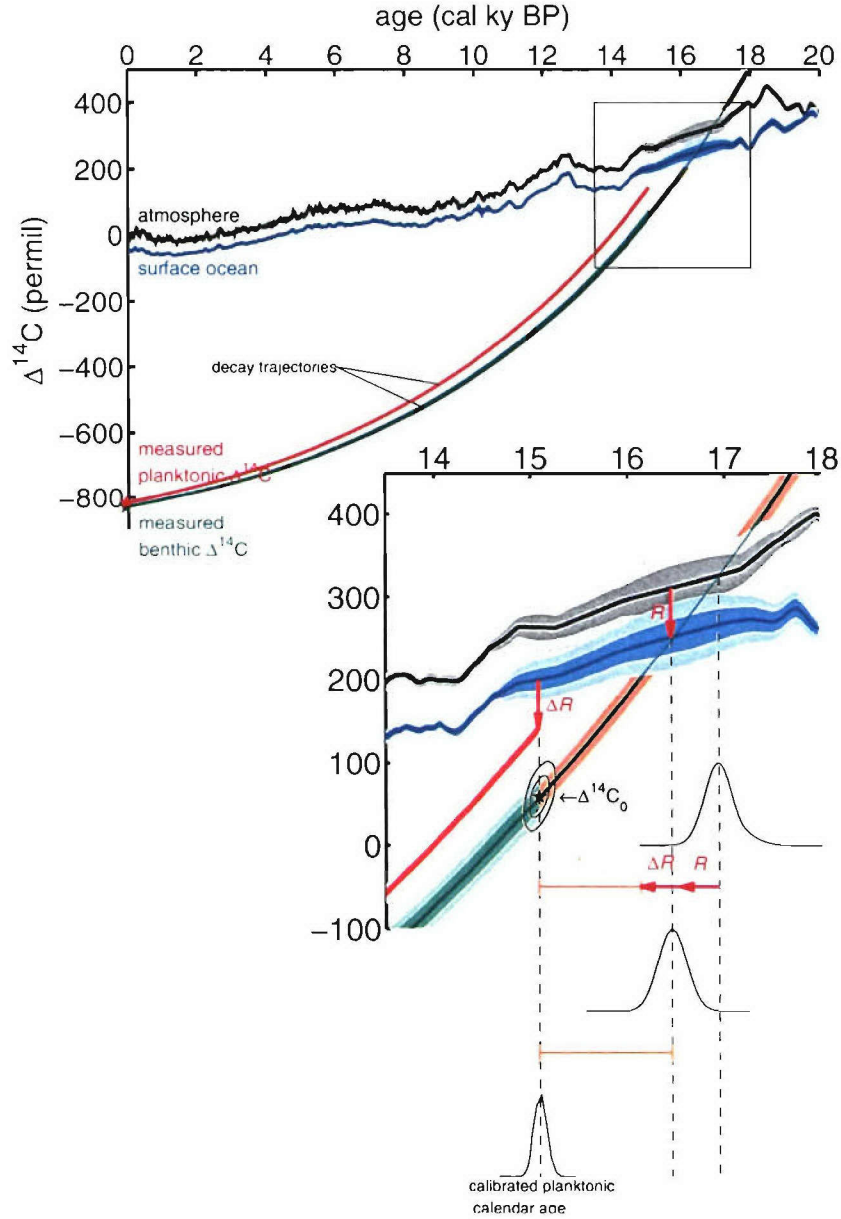 age (cal ky BP)
0 2 4 6 8 10 12 14 16 18 20
400
200
0
−200
−400
−600
−800
Δ¹⁴C (permil)
atmosphere
surface ocean
decay trajectories
measured
planktonic Δ¹⁴C
measured
benthic Δ¹⁴C
14 15 16 17 18
400
300
200
100
0
−100
R
ΔR
←Δ¹⁴C₀
ΔR R
calibrated planktonic
calendar age